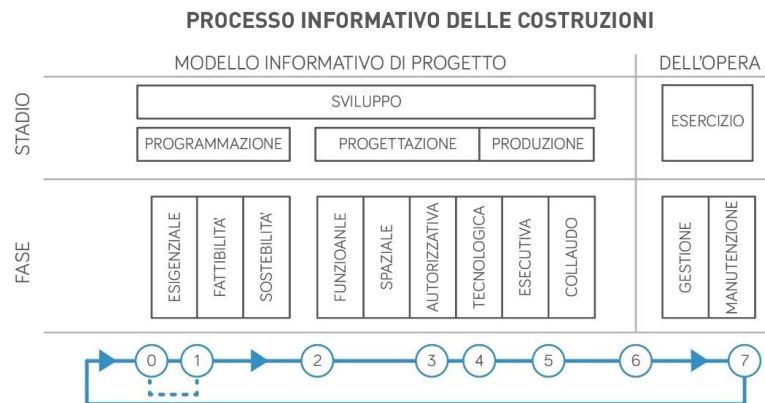 PROCESSO INFORMATIVO DELLE COSTRUZIONI
MODELLO INFORMATIVO DI PROGETTO
DELL'OPERA
STADIO
SVILUPPO
ESERCIZIO
PROGRAMMAZIONE
PROGETTAZIONE
PRODUZIONE
FASE
ESIGENZIALE
FATTIBILITA'
SOSTEBILITA'
FUNZIOANLE
SPAZIALE
AUTORIZZATIVA
TECNOLOGICA
ESECUTIVA
COLLAUDO
GESTIONE
MANUTENZIONE
0 1 2 3 4 5 6 7